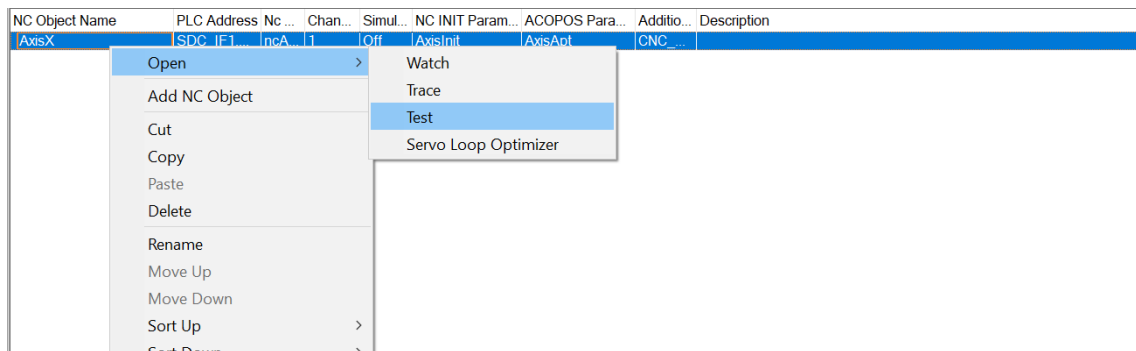 NC Object Name PLC Address Nc ... Chan... Simul... NC INIT Param... ACOPOS Para... Additio... Description
AxisX SDC_IF1.... ncA... 1 Off AxisInit AxisApt CNC_...
Open Watch
Trace
Add NC Object
Test
Cut
Servo Loop Optimizer
Copy
Paste
Delete
Rename
Move Up
Move Down
Sort Up
Sort Down